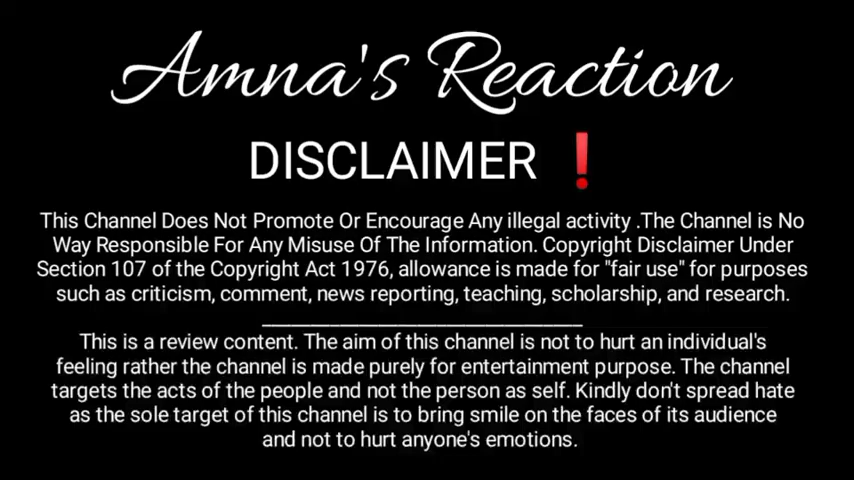 Amna's Reaction
DISCLAIMER ❗
This Channel Does Not Promote Or Encourage Any illegal activity .The Channel is No
Way Responsible For Any Misuse Of The Information. Copyright Disclaimer Under
Section 107 of the Copyright Act 1976, allowance is made for "fair use" for purposes
such as criticism, comment, news reporting, teaching, scholarship, and research.
This is a review content. The aim of this channel is not to hurt an individual's
feeling rather the channel is made purely for entertainment purpose. The channel
targets the acts of the people and not the person as self. Kindly don't spread hate
as the sole target of this channel is to bring smile on the faces of its audience
and not to hurt anyone's emotions.